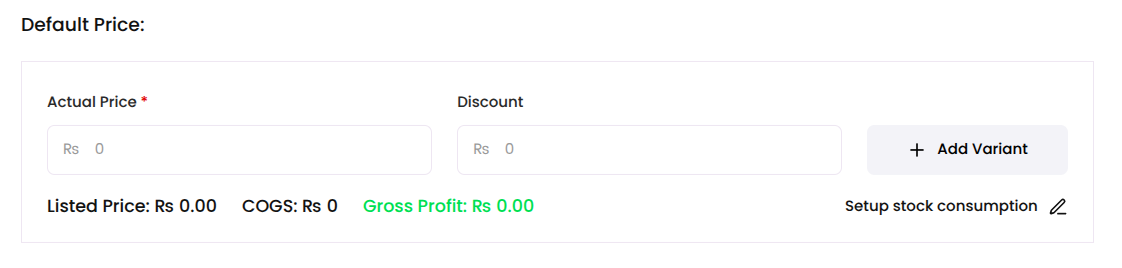 Default Price:
Actual Price * Discount
Rs 0 Rs 0 + Add Variant
Listed Price: Rs 0.00 COGS: Rs 0 Gross Profit: Rs 0.00 Setup stock consumption